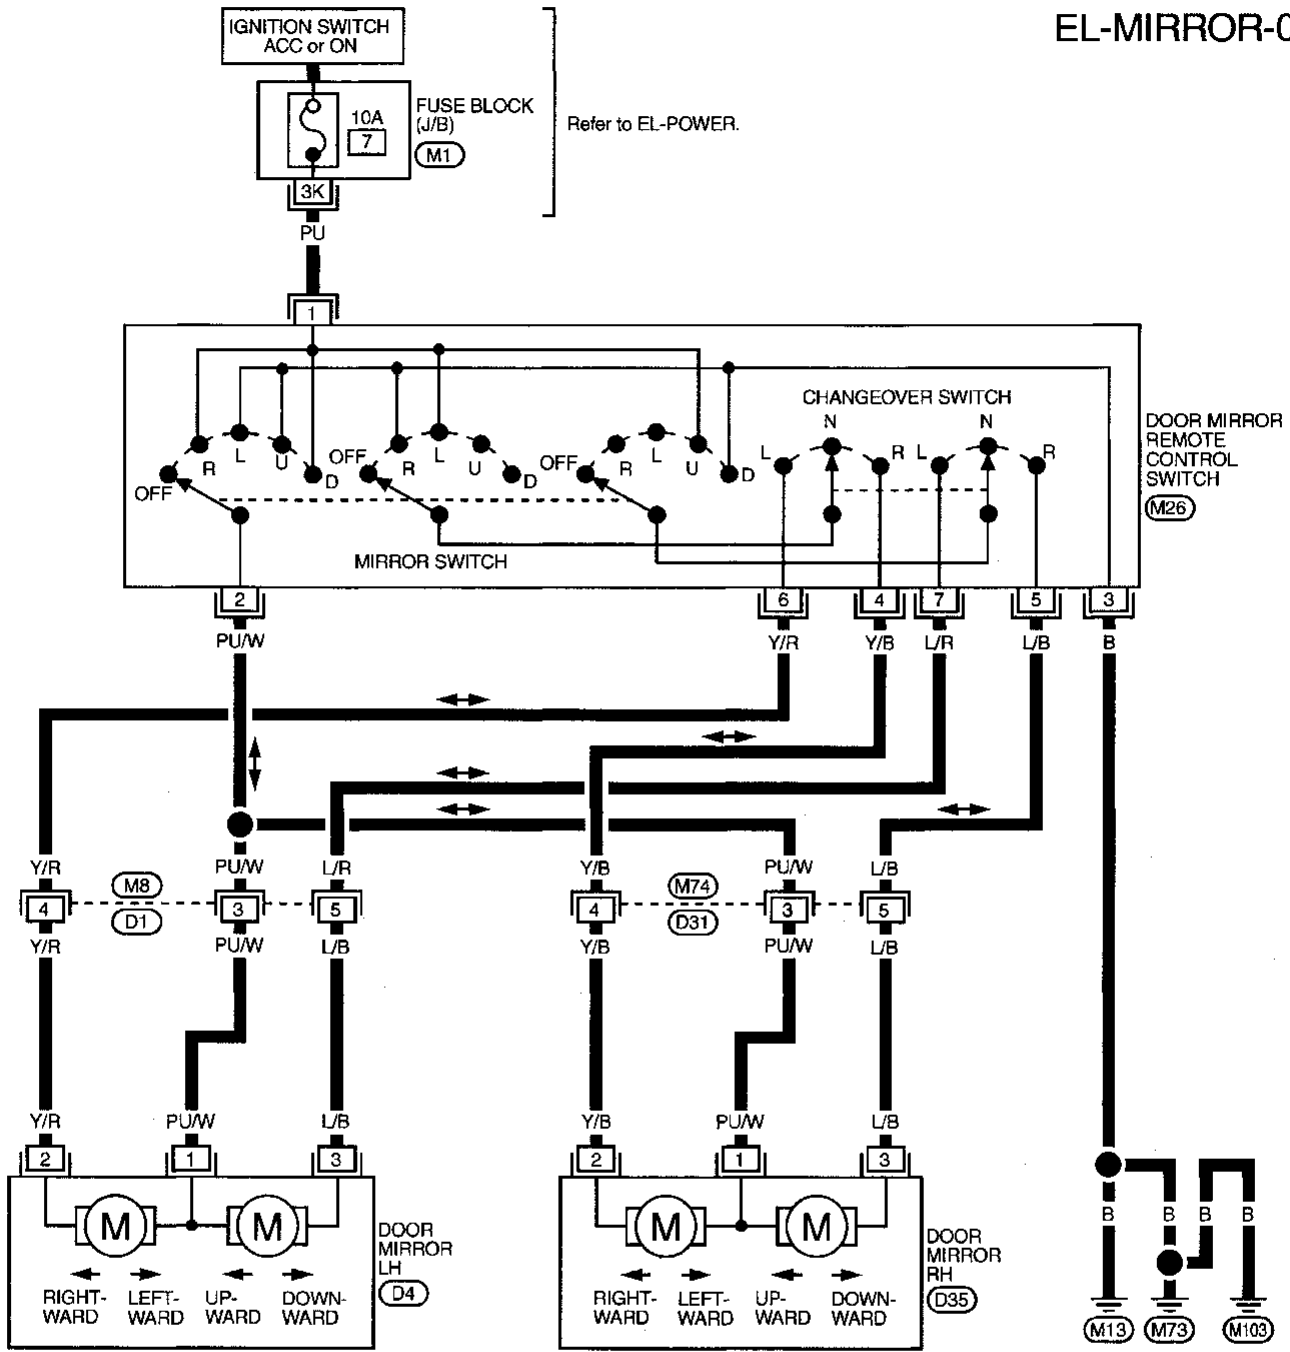 EL-MIRROR-0
IGNITION SWITCH
ACC or ON
10A
7
FUSE BLOCK
(J/B)
M1
Refer to EL-POWER.
3K
PU
1
CHANGEOVER SWITCH
N
N
OFF
R
L
U
D
OFF
R
L
U
D
OFF
R
L
U
D
L
R
L
R
DOOR MIRROR
REMOTE
CONTROL
SWITCH
M26
MIRROR SWITCH
2
6
4
7
5
3
PU/W
Y/R
Y/B
L/R
L/B
B
Y/R
PU/W
L/R
Y/B
PU/W
L/B
4
M8
D1
3
5
4
M74
D31
3
5
Y/R
PU/W
L/B
Y/B
PU/W
L/B
Y/R
PU/W
L/B
Y/B
PU/W
L/B
2
1
3
2
1
3
M
M
M
M
B
B
B
B
DOOR
MIRROR
LH
D4
DOOR
MIRROR
RH
D35
RIGHT-
WARD
LEFT-
WARD
UP-
WARD
DOWN-
WARD
RIGHT-
WARD
LEFT-
WARD
UP-
WARD
DOWN-
WARD
M13
M73
M103